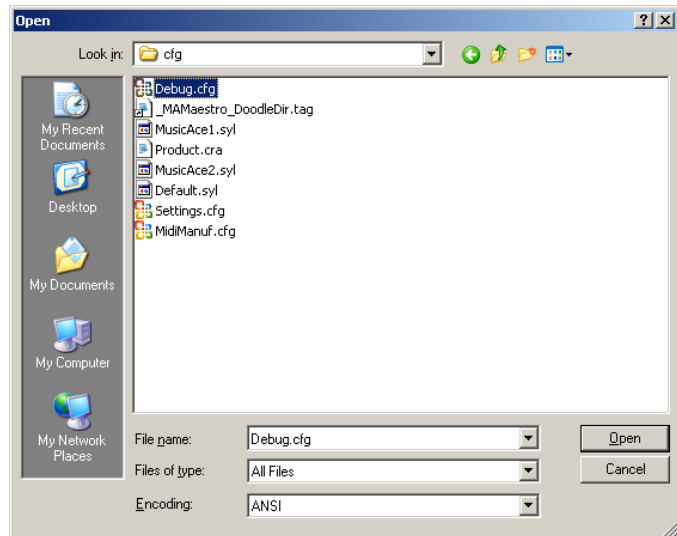 Open
Look in:
cfg
My Recent
Documents
Desktop
My Documents
My Computer
My Network
Places
Debug.cfg
_MAMaestro_DoodleDir.tag
MusicAce1.syl
Product.cra
MusicAce2.syl
Default.syl
Settings.cfg
MidiManuf.cfg
File name:
Debug.cfg
Open
Files of type:
All Files
Cancel
Encoding:
ANSI